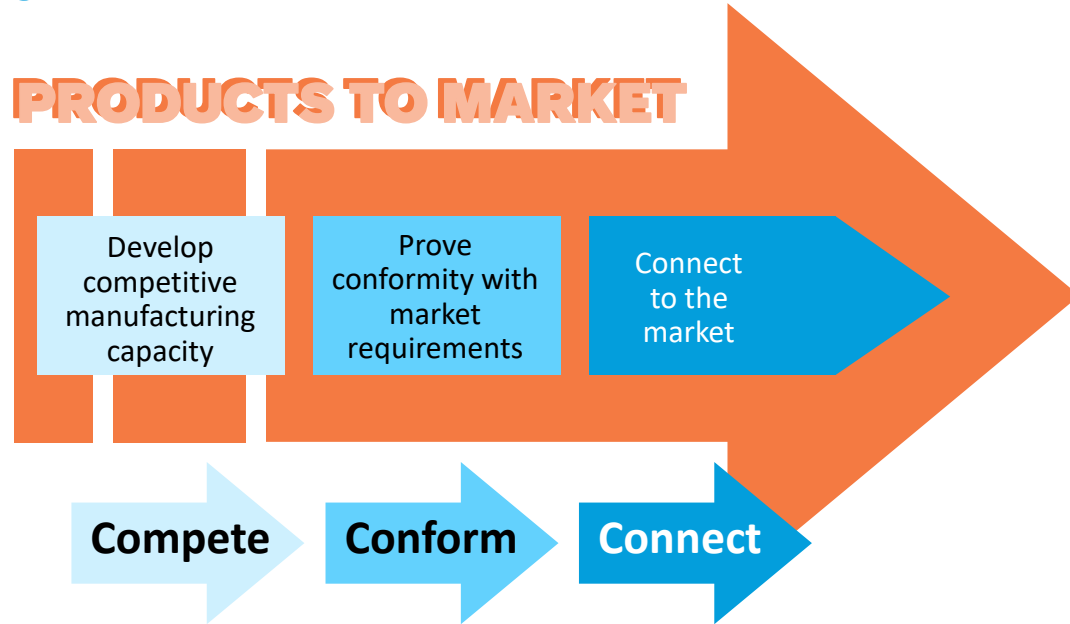 PRODUCTS TO MARKET
Develop
competitive
manufacturing
capacity
Prove
conformity with
market
requirements
Connect
to the
market
Compete
Conform
Connect